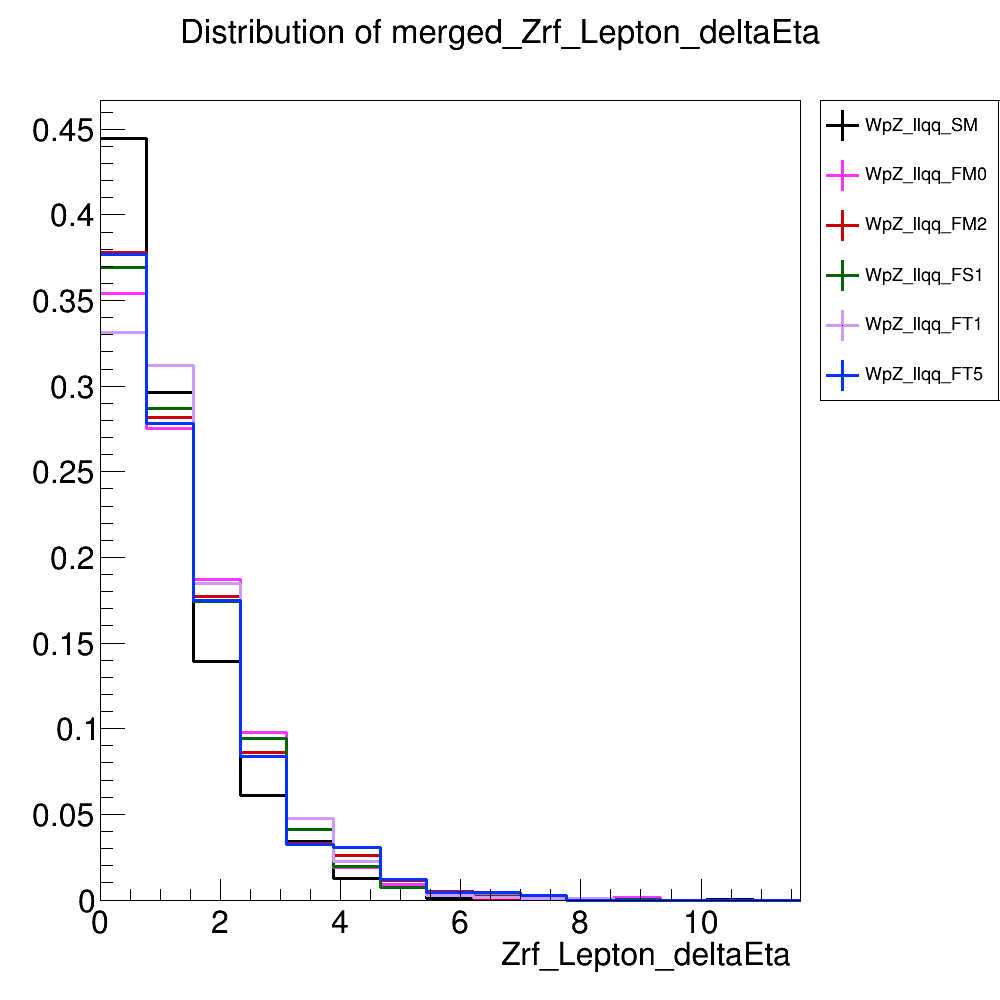 Distribution of merged_Zrf_Lepton_deltaEta
WpZ_llqq_SM
WpZ_llqq_FM0
WpZ_llqq_FM2
WpZ_llqq_FS1
WpZ_llqq_FT1
WpZ_llqq_FT5
0.45
0.4
0.35
0.3
0.25
0.2
0.15
0.1
0.05
0
0 2 4 6 8 10
Zrf_Lepton_deltaEta